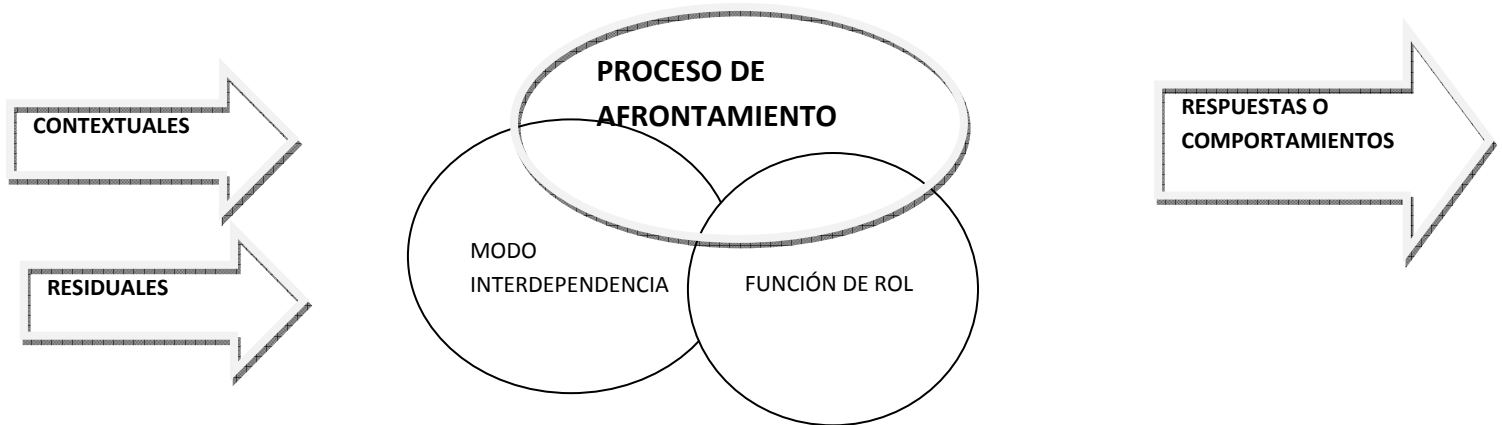 CONTEXTUALES
RESIDUALES
PROCESO DE
AFRONTAMIENTO
MODO
INTERDEPENDENCIA
FUNCIÓN DE ROL
RESPUESTAS O
COMPORTAMIENTOS